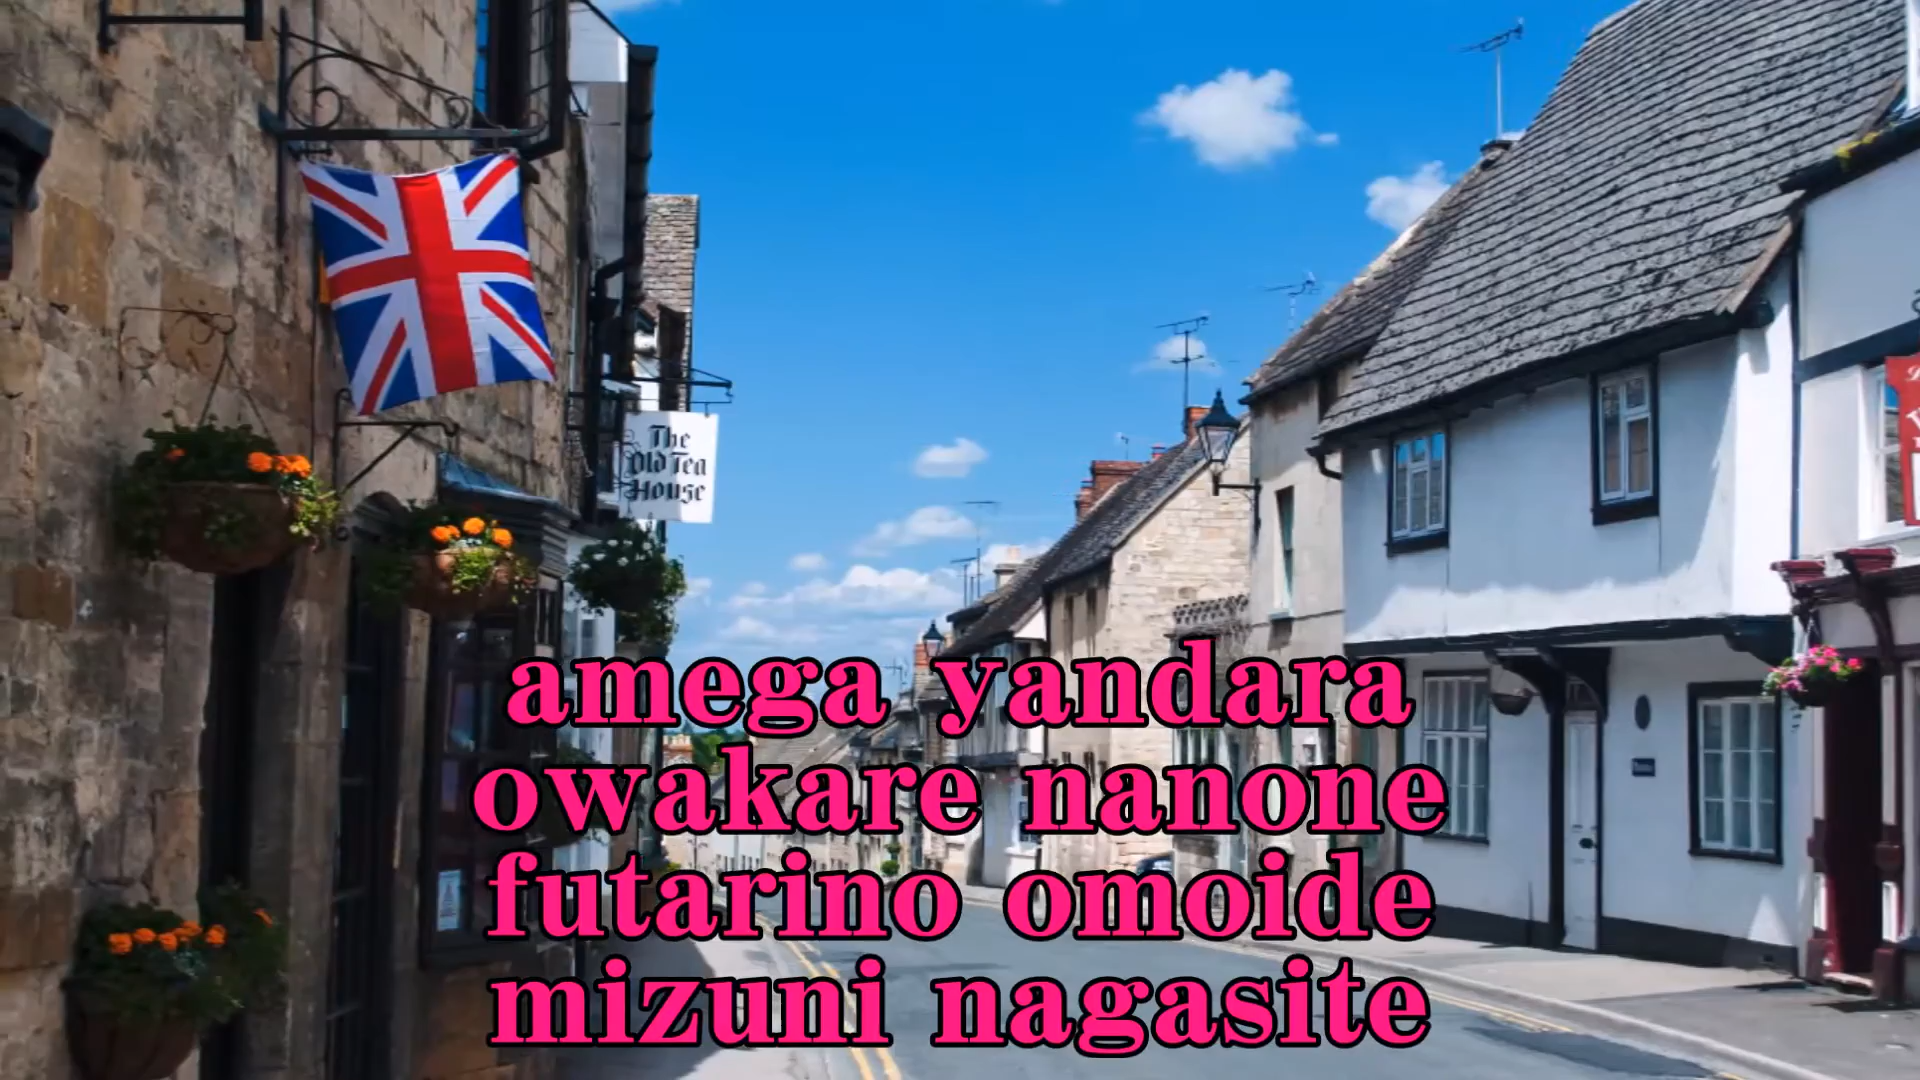 The
Old Tea
House
amega yandara
owakare nanone
futarino omoide
mizuni nagasite